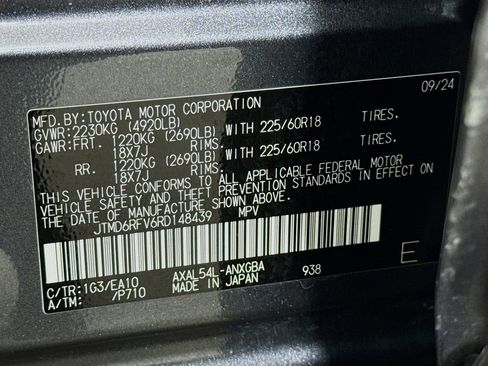 09/24
MFD.BY:TOYOTA MOTOR CORPORATION
GVWR:2230KG (4920LB)
GAWR:FRT. 1220KG (2690LB) WITH 225/60R18 TIRES.
18X7J RIMS.
RR. 1220KG (2690LB) WITH 225/60R18 TIRES.
18X7J RIMS.
THIS VEHICLE CONFORMS TO ALL APPLICABLE FEDERAL MOTOR
VEHICLE SAFETY AND THEFT PREVENTION STANDARDS IN EFFECT ON
THE DATE OF MANUFACTURE SHOWN ABOVE.
JTMD6RFV6RD148439 MPV
C/TR:1G3/EA10 AXAL54L-ANXGBA 938 E
A/TM: /P710 MADE IN JAPAN